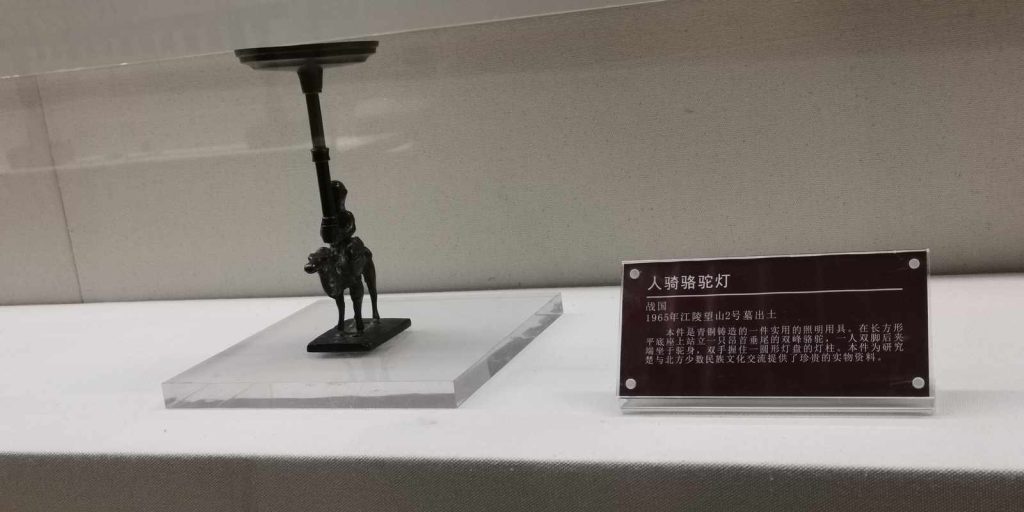 人骑骆驼灯
战国
1965年江陵望山2号墓出土
本件是青铜铸造的一件实用的照明用具。在长方形
平底座上站立一只昂首垂尾的双峰骆驼，一人双脚后夹
端坐于驼身，双手握住一圆形灯盘的灯柱。本件为研究
楚与北方少数民族文化交流提供了珍贵的实物资料。